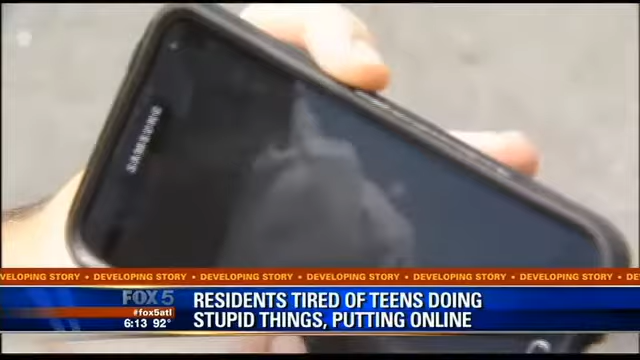 SAMSUNG
DEVELOPING STORY • DEVELOPING STORY • DEVELOPING STORY • DEVELOPING STORY • DEVELOPING STORY • DEVELOPING STORY
FOX 5
#fox5atl
6:13 92°
RESIDENTS TIRED OF TEENS DOING
STUPID THINGS, PUTTING ONLINE